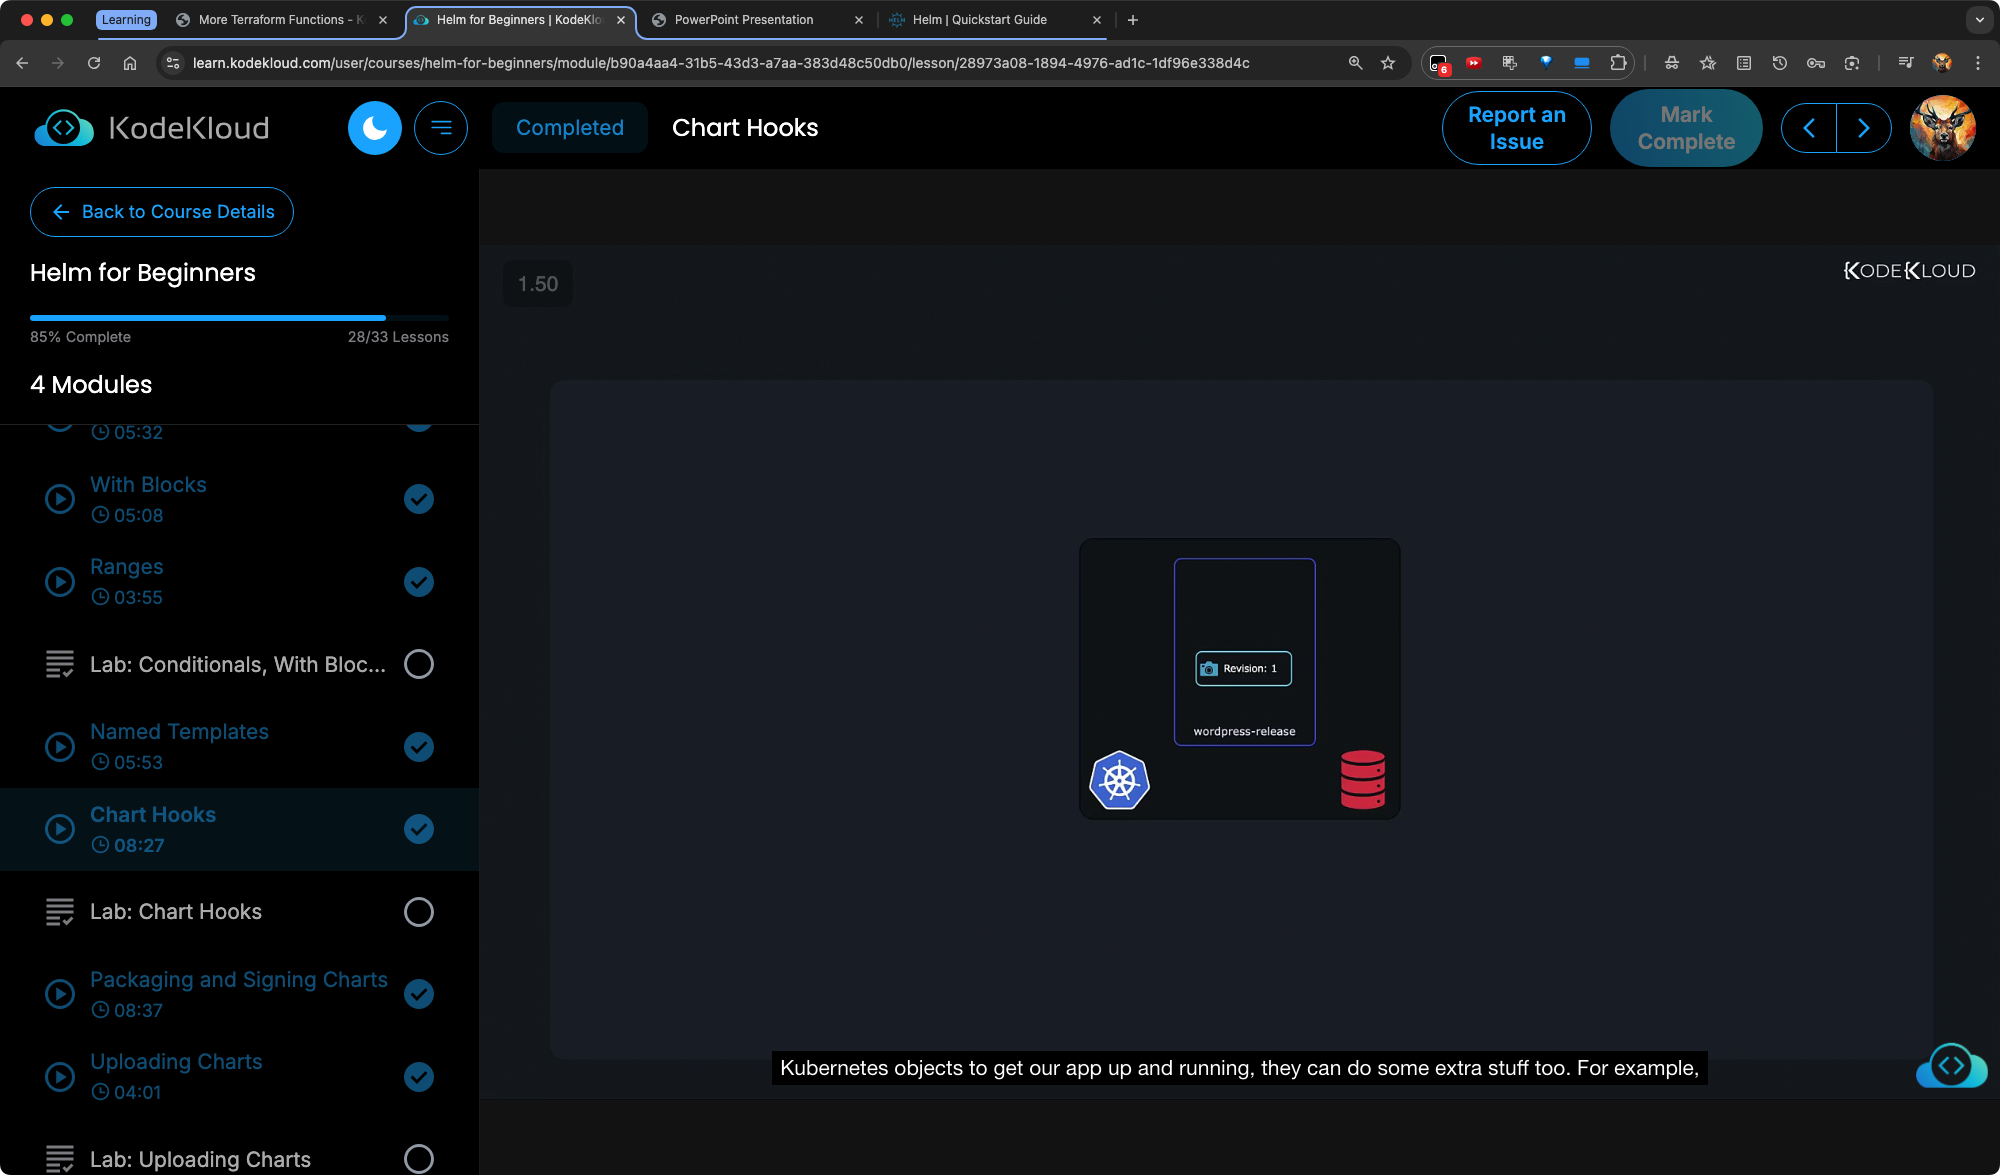 Learning
More Terraform Functions - K
Helm for Beginners | KodeKlo
PowerPoint Presentation
Helm | Quickstart Guide
learn.kodekloud.com/user/courses/helm-for-beginners/module/b90a4aa4-31b5-43d3-a7aa-383d48c50db0/lesson/28973a08-1894-4976-ad1c-1df96e338d4c
6
KodeKloud
Completed
Chart Hooks
Report an
Issue
Mark
Complete
Back to Course Details
Helm for Beginners
85% Complete
28/33 Lessons
4 Modules
05:32
With Blocks
05:08
Ranges
03:55
Lab: Conditionals, With Bloc...
Named Templates
05:53
Chart Hooks
08:27
Lab: Chart Hooks
Packaging and Signing Charts
08:37
Uploading Charts
04:01
Lab: Uploading Charts
1.50
KODEKLOUD
Revision: 1
wordpress-release
Kubernetes objects to get our app up and running, they can do some extra stuff too. For example,